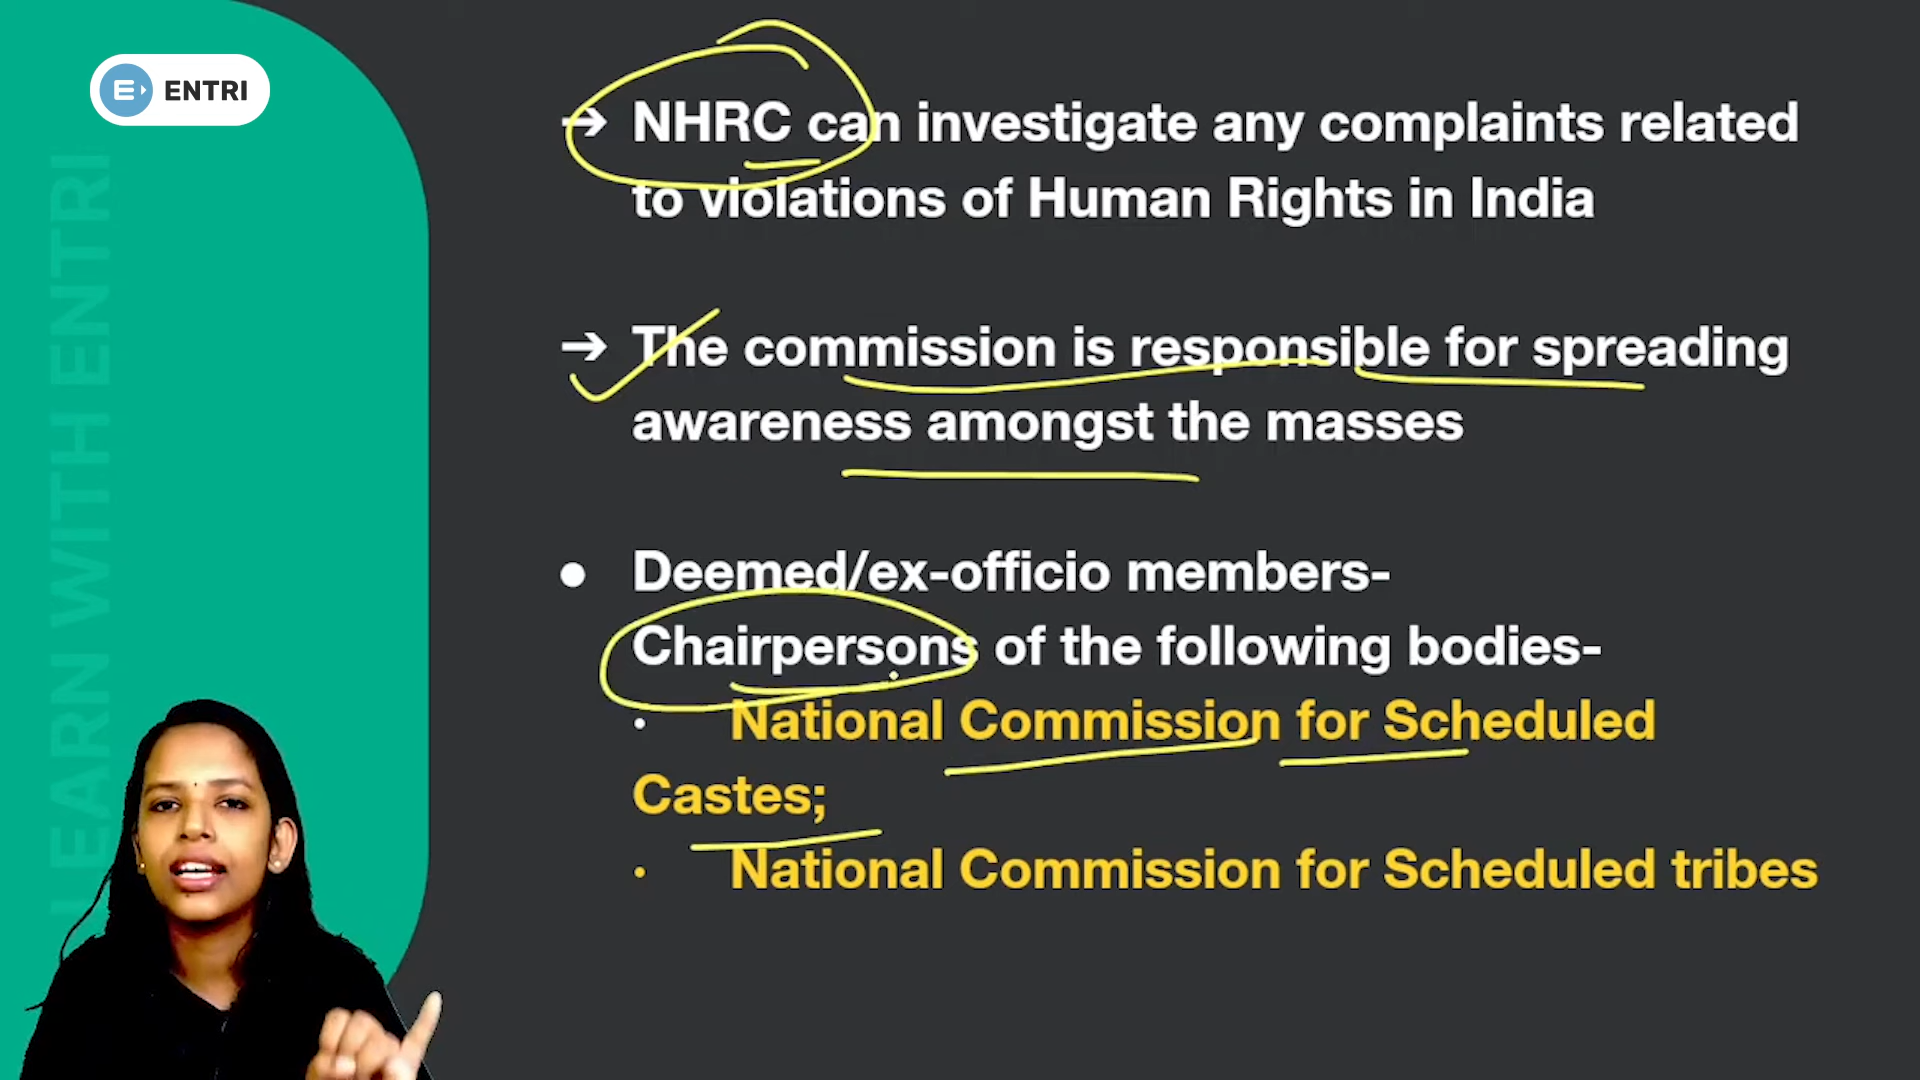 ENTRI
LEARN WITH ENTRI
➔ NHRC can investigate any complaints related
to violations of Human Rights in India
➔ The commission is responsible for spreading
awareness amongst the masses
● Deemed/ex-officio members-
Chairpersons of the following bodies-
· National Commission for Scheduled
Castes;
· National Commission for Scheduled tribes